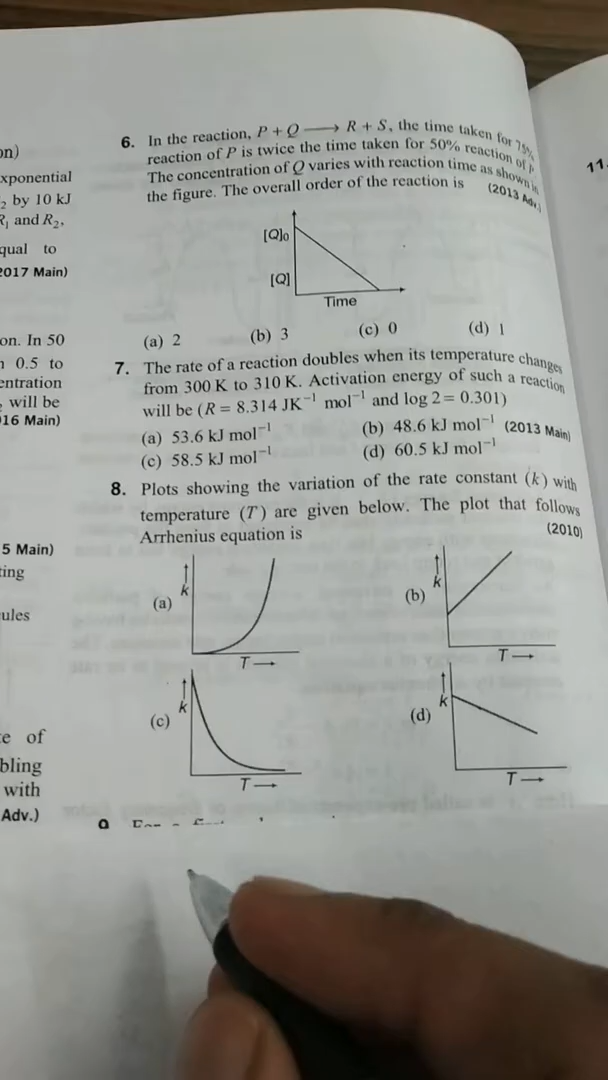 on)
xponential
2 by 10 kJ
R₁ and R₂,
qual to
2017 Main)
on. In 50
n 0.5 to
entration
will be
16 Main)
5 Main)
ting
ules
te of
bling
with
Adv.)
6. In the reaction, P + Q ⟶ R + S, the time taken for 75%
reaction of P is twice the time taken for 50% reaction of P.
The concentration of Q varies with reaction time as shown in
the figure. The overall order of the reaction is (2013 Adv.)
[Q]₀
[Q]
Time
(a) 2 (b) 3 (c) 0 (d) 1
7. The rate of a reaction doubles when its temperature changes
from 300 K to 310 K. Activation energy of such a reaction
will be (R = 8.314 JK⁻¹ mol⁻¹ and log 2 = 0.301)
(2013 Main)
(a) 53.6 kJ mol⁻¹ (b) 48.6 kJ mol⁻¹
(c) 58.5 kJ mol⁻¹ (d) 60.5 kJ mol⁻¹
8. Plots showing the variation of the rate constant (k) with
temperature (T) are given below. The plot that follows
Arrhenius equation is (2010)
(a) k T→ (b) k T→
(c) k T→ (d) k T→
9
11.